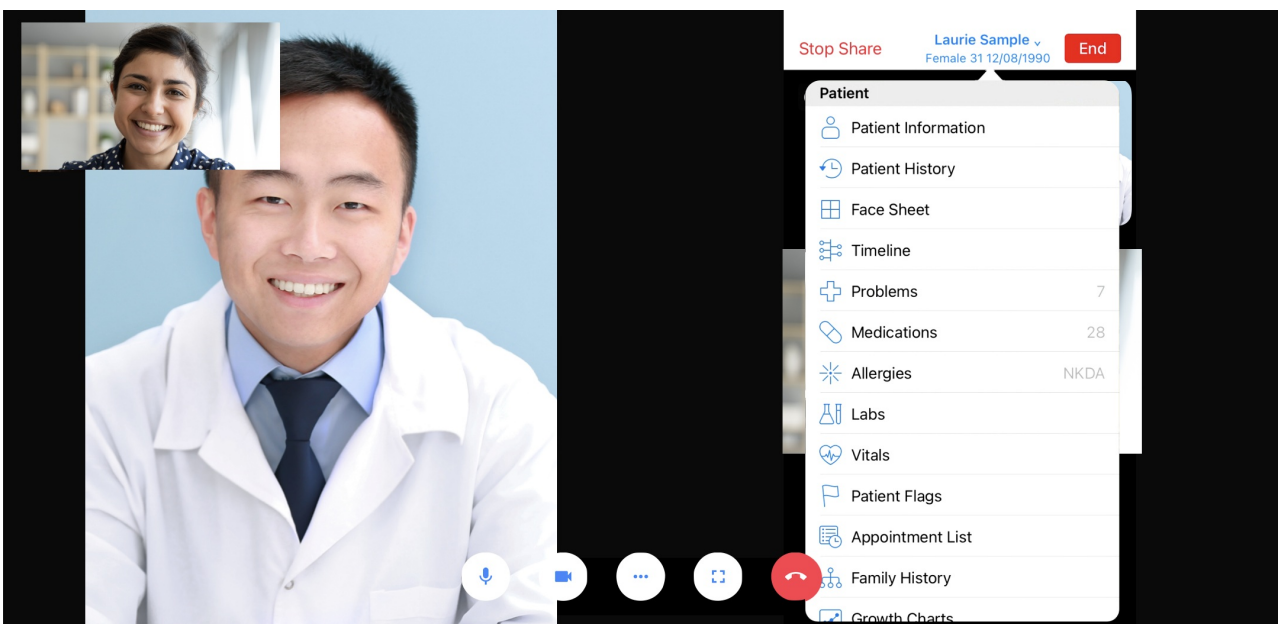 Stop Share
Laurie Sample
Female 31 12/08/1990
End
Patient
Patient Information
Patient History
Face Sheet
Timeline
Problems 7
Medications 28
Allergies NKDA
Labs
Vitals
Patient Flags
Appointment List
Family History
Growth Charts